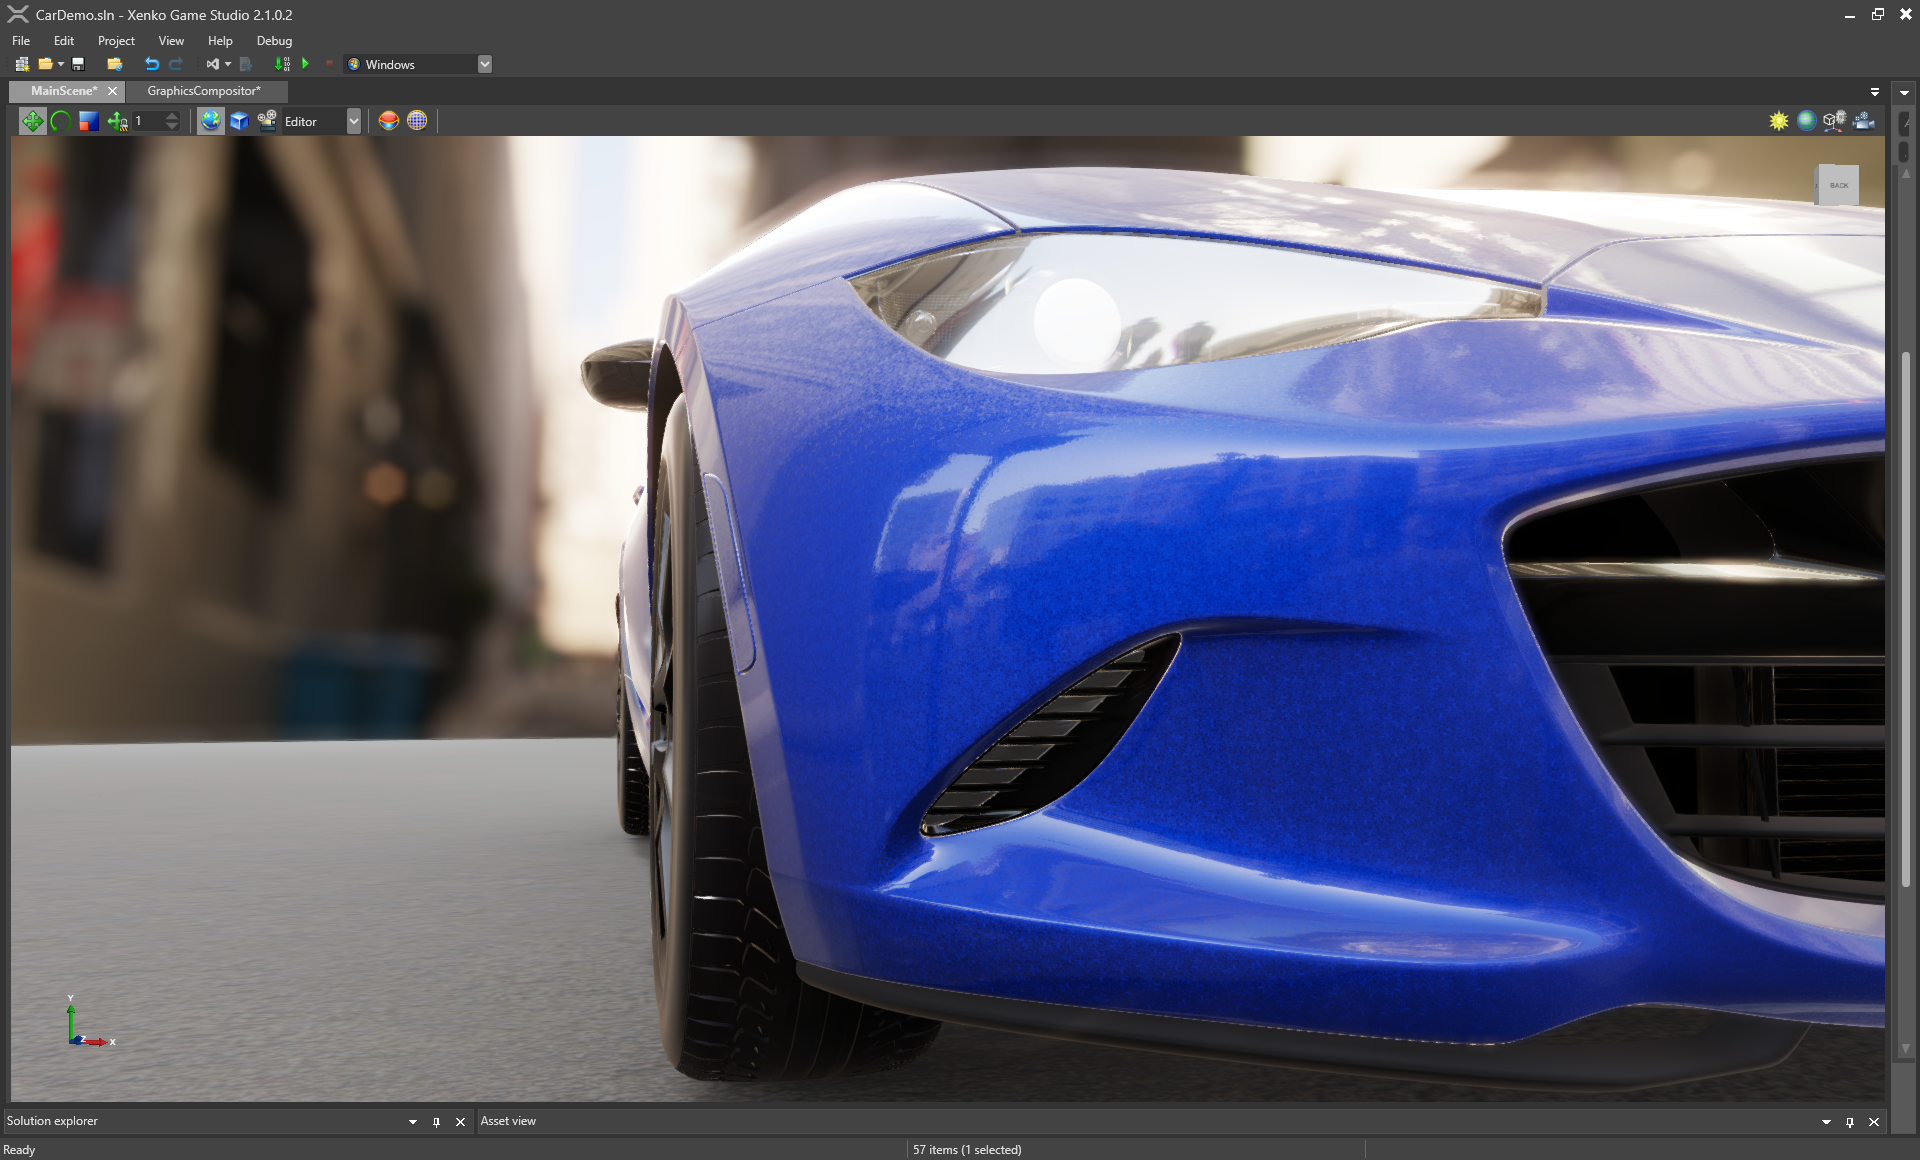 CarDemo.sln - Xenko Game Studio 2.1.0.2
File Edit Project View Help Debug
Windows
MainScene* GraphicsCompositor*
1 Editor
BACK
Y
Z X
Solution explorer Asset view
Ready 57 items (1 selected)